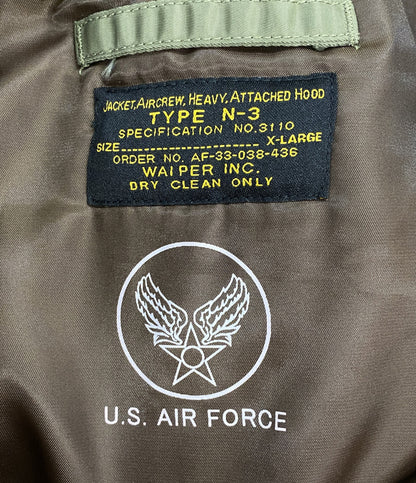 JACKET, AIRCREW, HEAVY, ATTACHED HOOD
TYPE N-3
SPECIFICATION NO.3110
SIZE X-LARGE
ORDER NO. AF-33-038-436
WAIPER INC.
DRY CLEAN ONLY
U.S. AIR FORCE